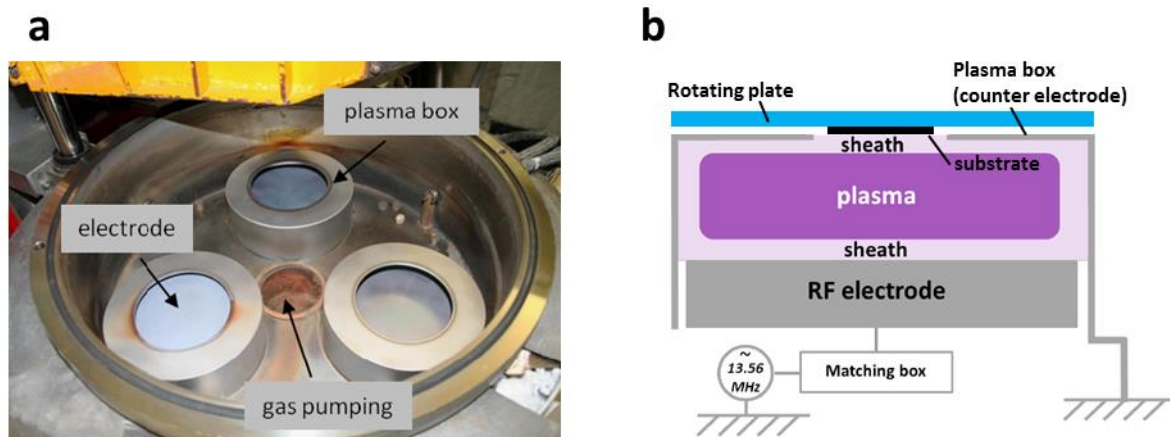 a
plasma box
electrode
gas pumping
b
Rotating plate
Plasma box
(counter electrode)
sheath
substrate
plasma
sheath
RF electrode
~
13.56
MHz
Matching box